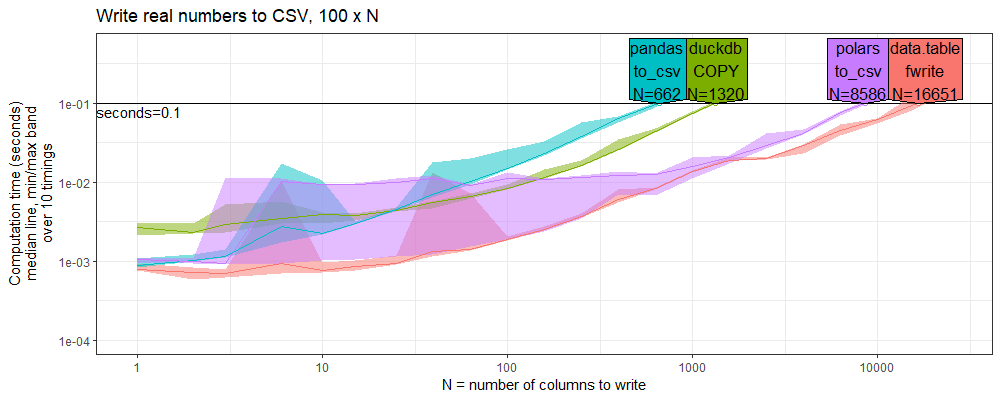 Write real numbers to CSV, 100 x N
Computation time (seconds)
median line, min/max band
over 10 timings
1e-01
1e-02
1e-03
1e-04
seconds=0.1
pandas
to_csv
N=662
duckdb
COPY
N=1320
polars
to_csv
N=8586
data.table
fwrite
N=16651
1
10
100
1000
10000
N = number of columns to write